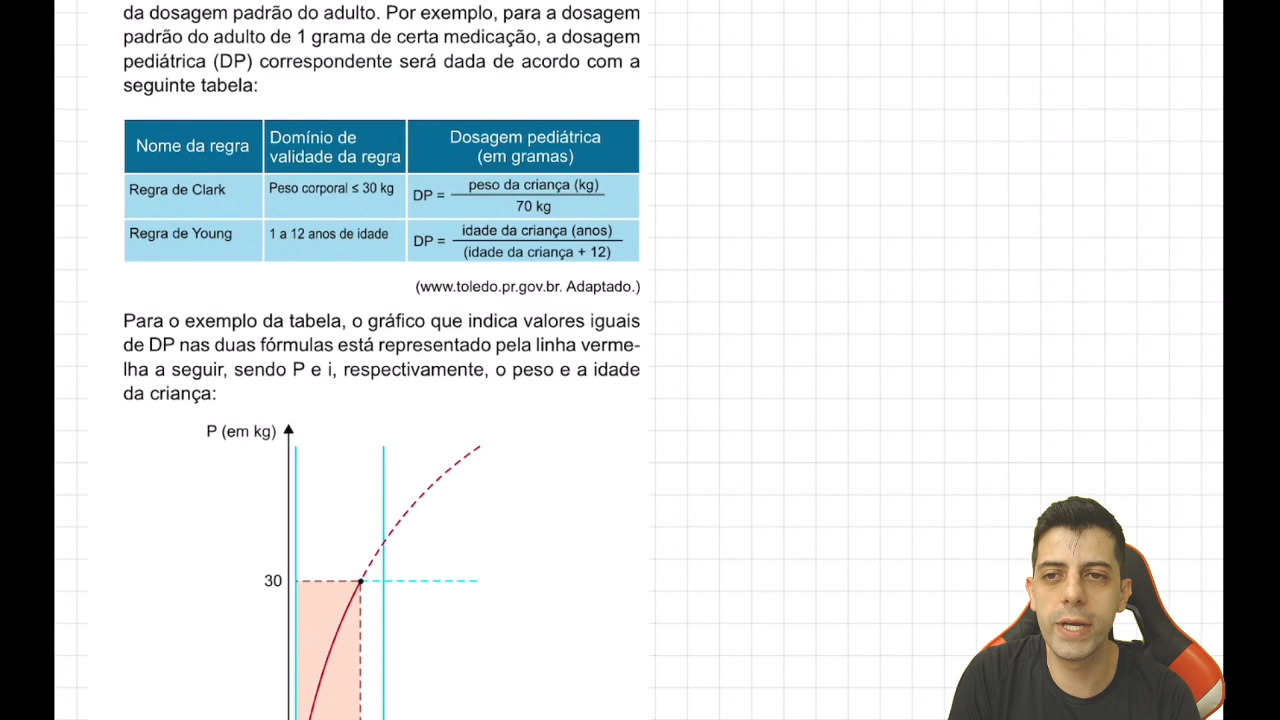 da dosagem padrão do adulto. Por exemplo, para a dosagem
padrão do adulto de 1 grama de certa medicação, a dosagem
pediátrica (DP) correspondente será dada de acordo com a
seguinte tabela:
Nome da regra
Domínio de
validade da regra
Dosagem pediátrica
(em gramas)
Regra de Clark
Peso corporal ≤ 30 kg
DP = peso da criança (kg)
70 kg
Regra de Young
1 a 12 anos de idade
DP = idade da criança (anos)
(idade da criança + 12)
(www.toledo.pr.gov.br. Adaptado.)
Para o exemplo da tabela, o gráfico que indica valores iguais
de DP nas duas fórmulas está representado pela linha verme-
lha a seguir, sendo P e i, respectivamente, o peso e a idade
da criança:
P (em kg)
30